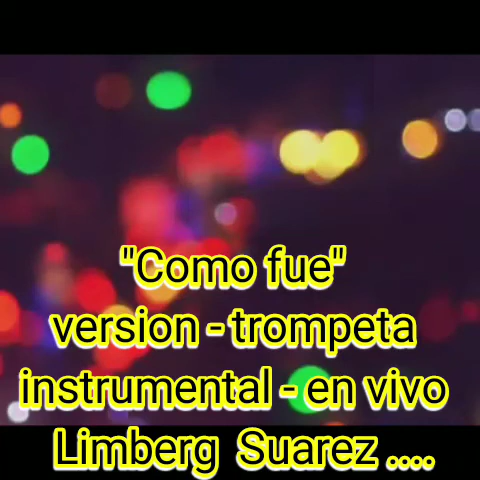 "Como fue"
version - trompeta
instrumental - en vivo
Limberg Suarez ....